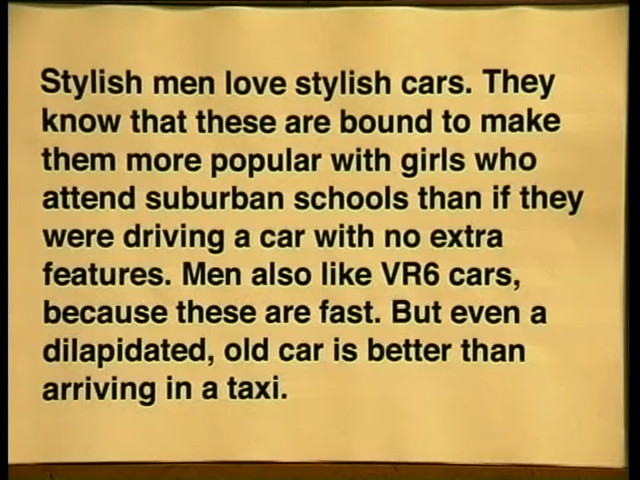 Stylish men love stylish cars. They
know that these are bound to make
them more popular with girls who
attend suburban schools than if they
were driving a car with no extra
features. Men also like VR6 cars,
because these are fast. But even a
dilapidated, old car is better than
arriving in a taxi.